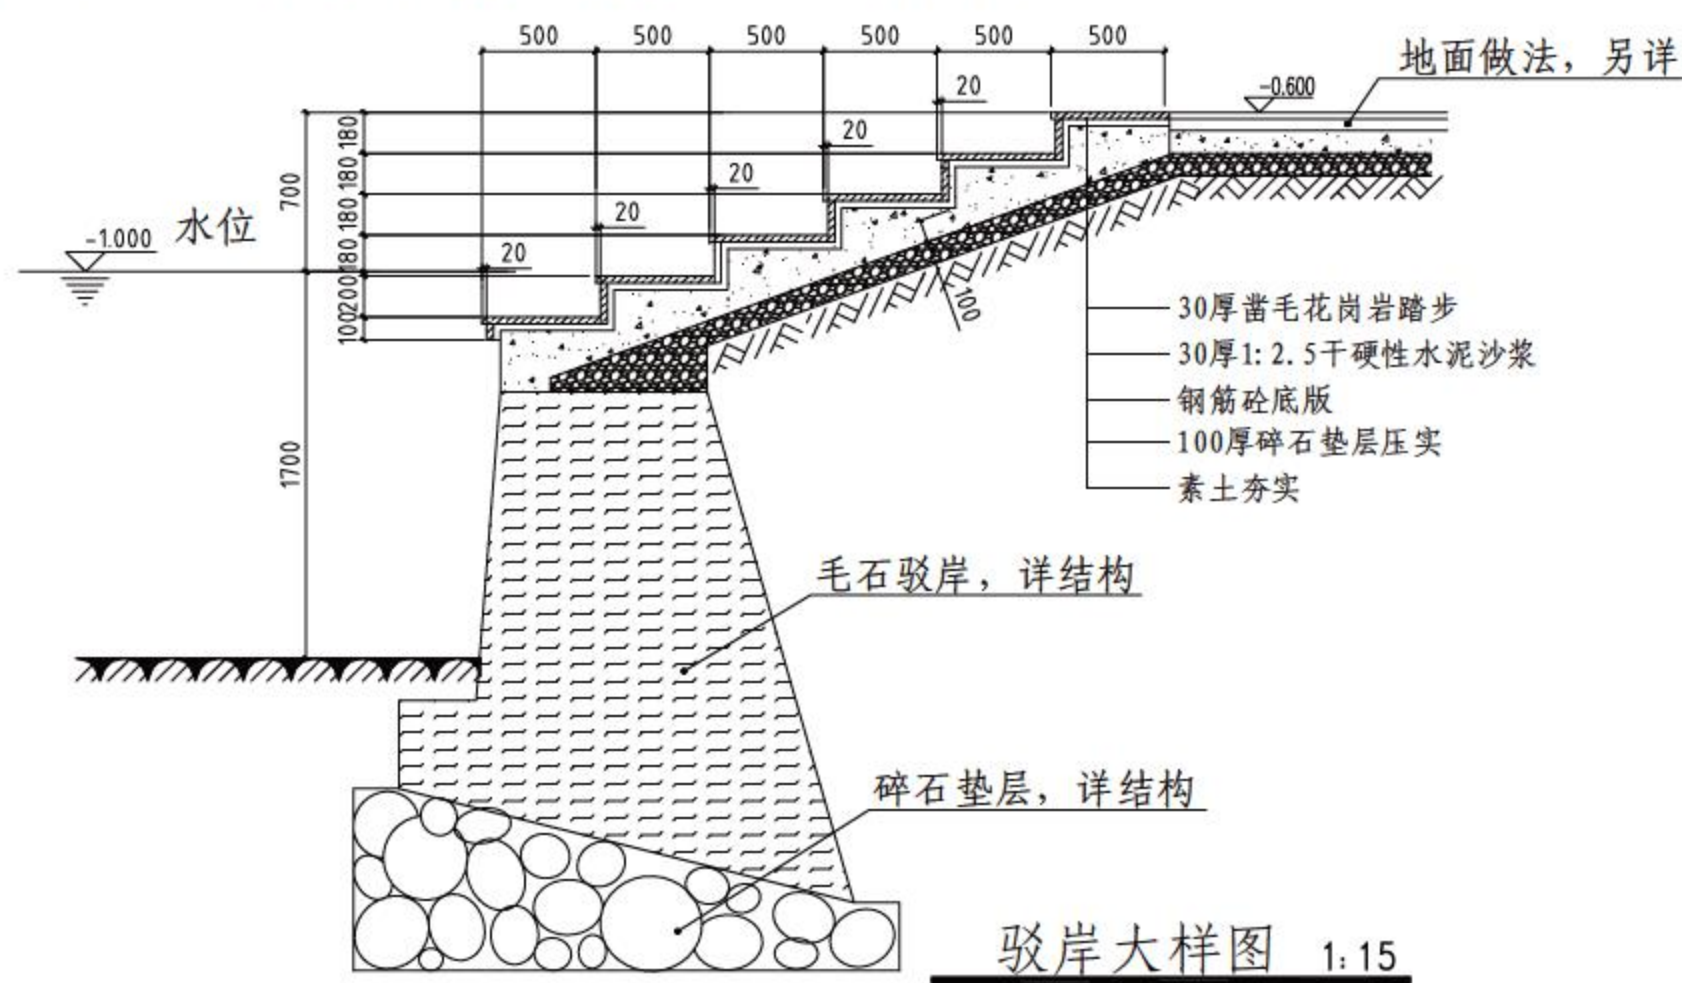 500 500 500 500 500 500
地面做法，另详
-0.600
20
20
20
20
20
180
180
180
180
200
100
700
水位
-1.000
100
30厚凿毛花岗岩踏步
30厚1:2.5干硬性水泥沙浆
钢筋砼底版
100厚碎石垫层压实
素土夯实
1700
毛石驳岸，详结构
碎石垫层，详结构
驳岸大样图 1:15